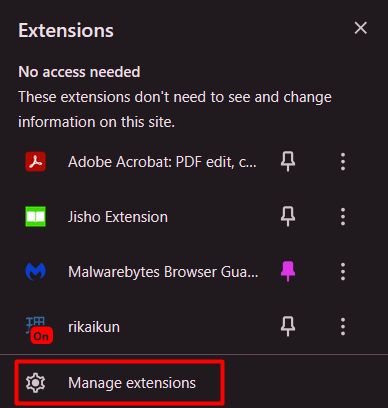 Extensions
No access needed
These extensions don't need to see and change
information on this site.
Adobe Acrobat: PDF edit, c...
Jisho Extension
Malwarebytes Browser Gua...
On
rikaikun
Manage extensions